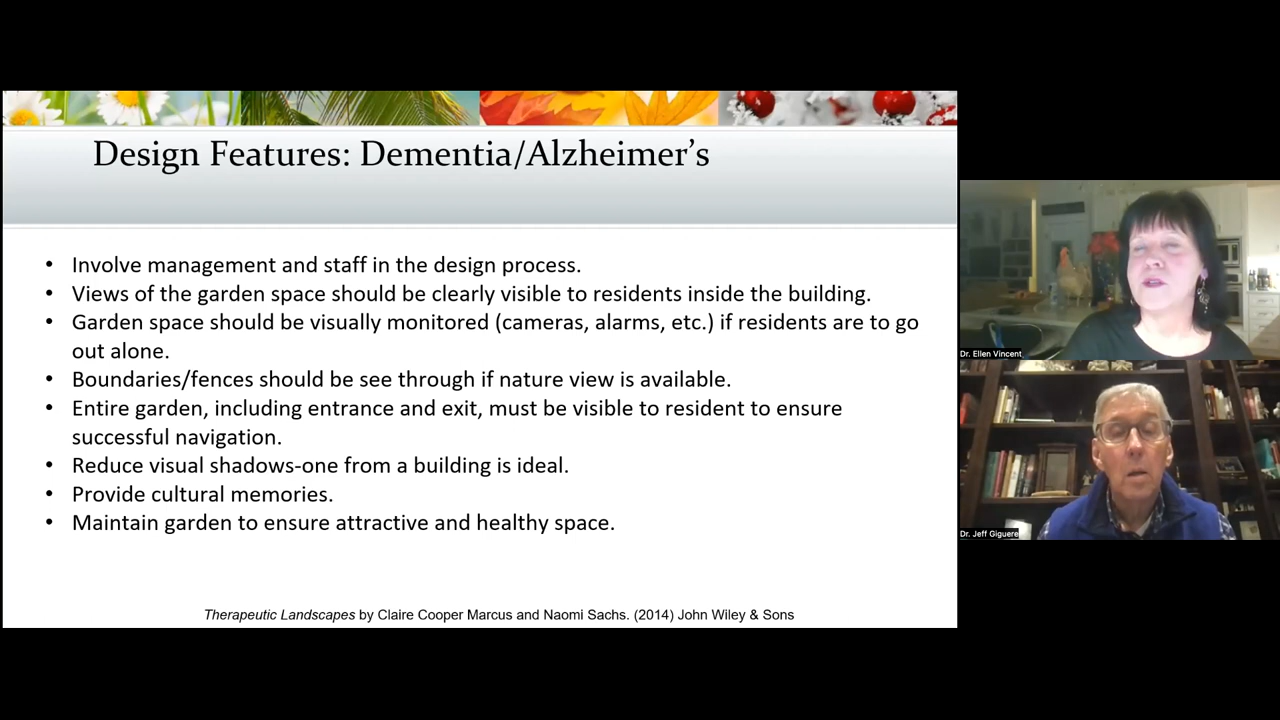 Design Features: Dementia/Alzheimer’s
• Involve management and staff in the design process.
• Views of the garden space should be clearly visible to residents inside the building.
• Garden space should be visually monitored (cameras, alarms, etc.) if residents are to go
out alone.
• Boundaries/fences should be see through if nature view is available.
• Entire garden, including entrance and exit, must be visible to resident to ensure
successful navigation.
• Reduce visual shadows-one from a building is ideal.
• Provide cultural memories.
• Maintain garden to ensure attractive and healthy space.
Therapeutic Landscapes by Claire Cooper Marcus and Naomi Sachs. (2014) John Wiley & Sons
Dr. Ellen Vincent
Dr. Jeff Giguere